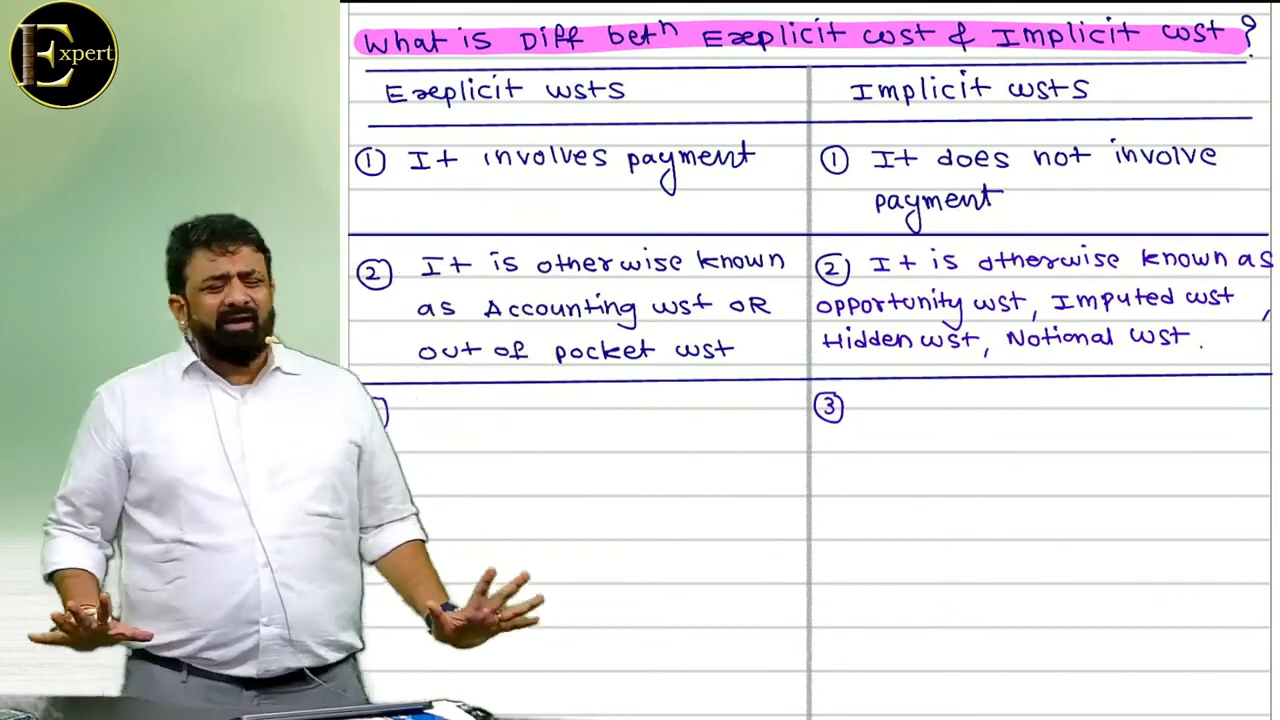 Expert
What is Diff betn Explicit cost & Implicit cost ?
Explicit costs
Implicit costs
① It involves payment
① It does not involve
payment
② It is otherwise known
as Accounting cost OR
out of pocket cost
② It is otherwise known as
opportunity cost, Imputed cost,
Hidden cost, Notional cost.
③